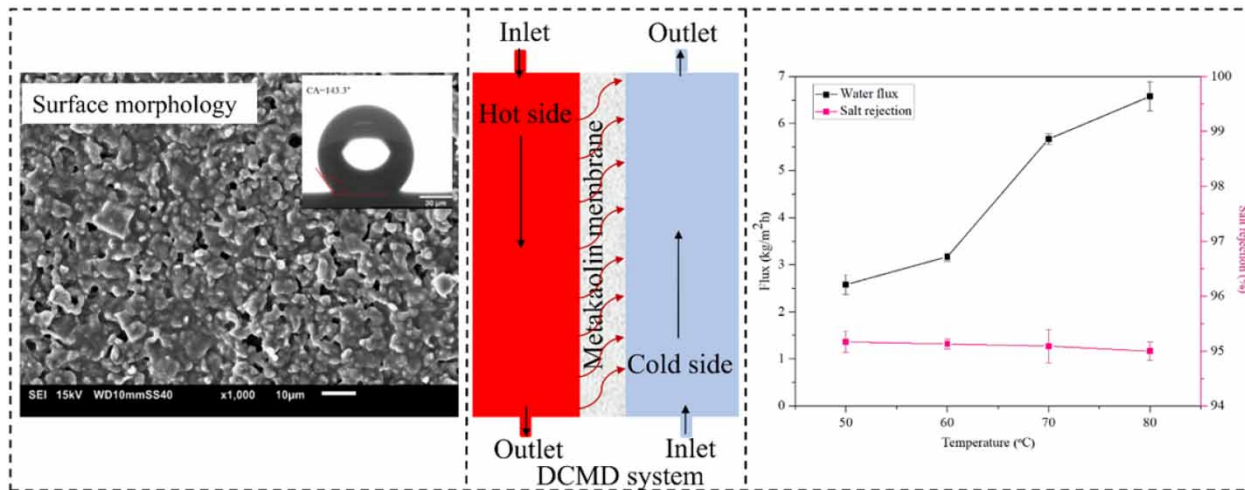 Surface morphology
CA=143.3°
30 μm
SEI 15kV WD10mmSS40 x1,000 10μm
Inlet
Outlet
Hot side
Metakaolin membrane
Cold side
Outlet
Inlet
DCMD system
Water flux
Salt rejection
Flux (kg/m²h)
7
6
5
4
3
2
1
0
50
60
70
80
Temperature (°C)
100
99
98
97
96
95
94
Salt rejection (%)